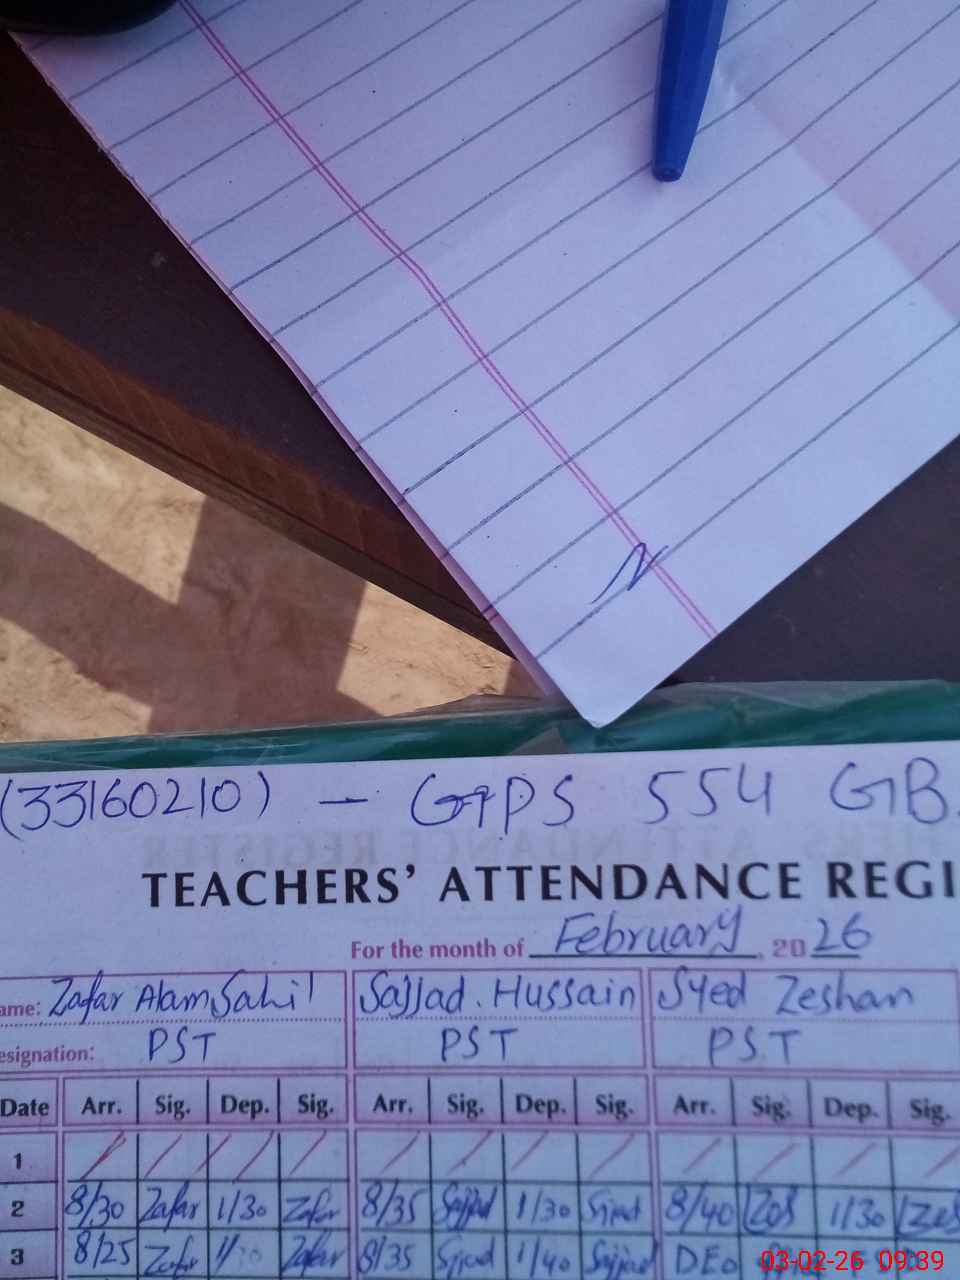 (33160210) - GPS 554 GB.
TEACHERS' ATTENDANCE REGI
For the month of February, 2026
ame: Zafar Alam Sahil Sajjad. Hussain Syed Zeshan
esignation: PST PST PST
Date Arr. Sig. Dep. Sig. Arr. Sig. Dep. Sig. Arr. Sig. Dep. Sig.
1
2 8/30 Zafar 1/30 Zafar 8/35 Sajjad 1/30 Sajjad 8/40 Zes 1/30 Zes
3 8/25 Zafar Zafar 8/35 Sajjad 1/40 Sajjad DEO
03-02-26 09:39